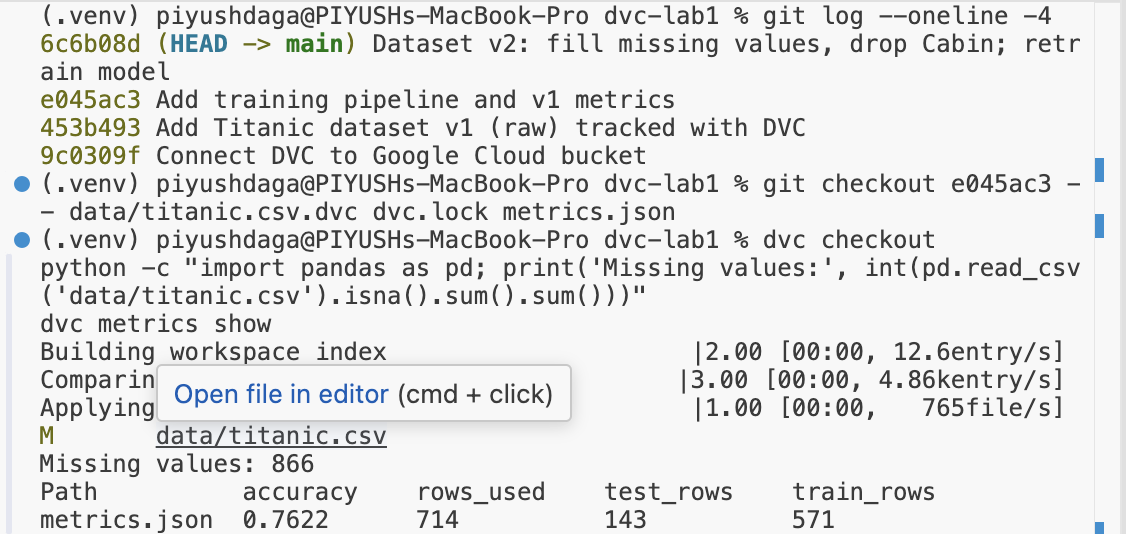 (.venv) piyushdaga@PIYUSHs-MacBook-Pro dvc-lab1 % git log --oneline -4
6c6b08d (HEAD -> main) Dataset v2: fill missing values, drop Cabin; retr
ain model
e045ac3 Add training pipeline and v1 metrics
453b493 Add Titanic dataset v1 (raw) tracked with DVC
9c0309f Connect DVC to Google Cloud bucket
(.venv) piyushdaga@PIYUSHs-MacBook-Pro dvc-lab1 % git checkout e045ac3 -
- data/titanic.csv.dvc dvc.lock metrics.json
(.venv) piyushdaga@PIYUSHs-MacBook-Pro dvc-lab1 % dvc checkout
python -c "import pandas as pd; print('Missing values:', int(pd.read_csv
('data/titanic.csv').isna().sum().sum()))"
dvc metrics show
Building workspace index |2.00 [00:00, 12.6entry/s]
Comparin |3.00 [00:00, 4.86kentry/s]
Open file in editor (cmd + click)
Applying |1.00 [00:00, 765file/s]
M data/titanic.csv
Missing values: 866
Path accuracy rows_used test_rows train_rows
metrics.json 0.7622 714 143 571